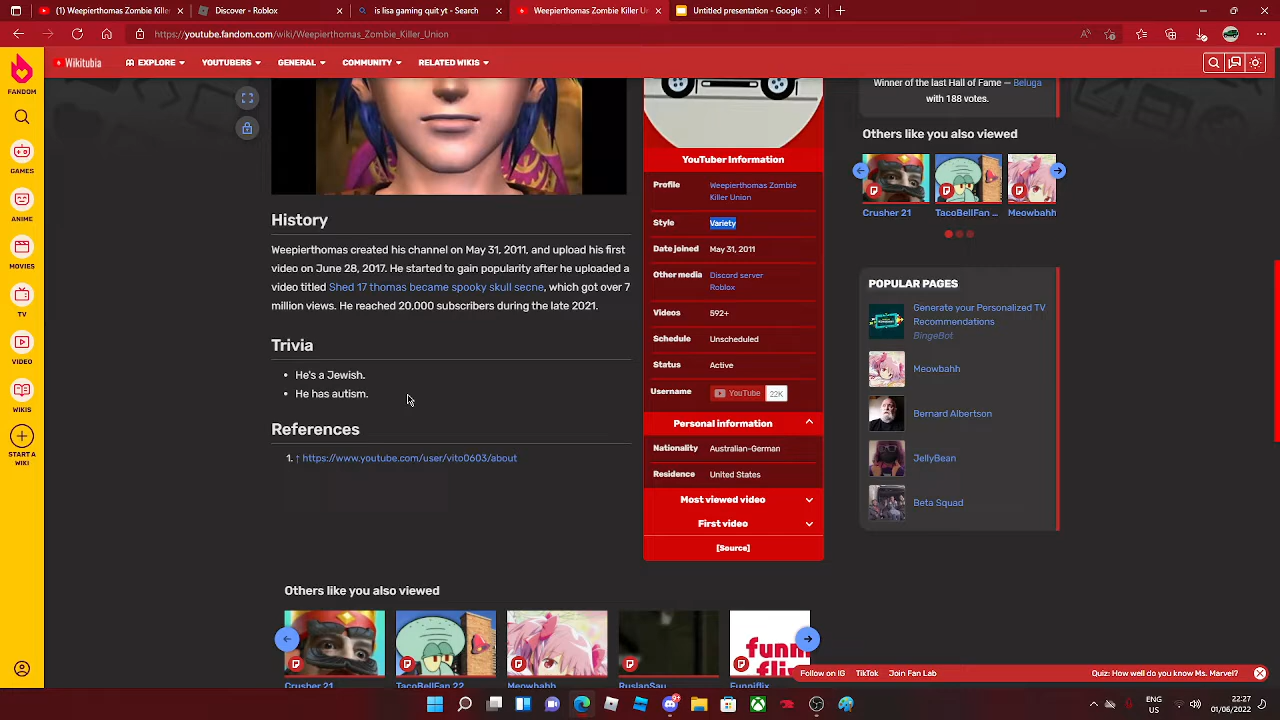 Weepierthomas Zombie Killer
Discover - Roblox
is lisa gaming quit yt - Search
Weepierthomas Zombie Killer U
Untitled presentation - Google S
https://youtube.fandom.com/wiki/Weepierthomas_Zombie_Killer_Union
FANDOM
GAMES
ANIME
MOVIES
TV
VIDEO
WIKIS
START A
WIKI
Wikitubia
EXPLORE
YOUTUBERS
GENERAL
COMMUNITY
RELATED WIKIS
History
Weepierthomas created his channel on May 31, 2011, and upload his first
video on June 28, 2017. He started to gain popularity after he uploaded a
video titled Shed 17 thomas became spooky skull secne, which got over 7
million views. He reached 20,000 subscribers during the late 2021.
Trivia
• He's a Jewish.
• He has autism.
References
1. ↑ https://www.youtube.com/user/vito0603/about
YouTuber Information
Profile Weepierthomas Zombie
Killer Union
Style Variety
Date joined May 31, 2011
Other media Discord server
Roblox
Videos 592+
Schedule Unscheduled
Status Active
Username YouTube 22K
Personal information
Nationality Australian-German
Residence United States
Most viewed video
First video
[Source]
Winner of the last Hall of Fame — Beluga
with 188 votes.
Others like you also viewed
Crusher 21
TacoBellFan ...
Meowbahh
POPULAR PAGES
Generate your Personalized TV
Recommendations
BingeBot
Meowbahh
Bernard Albertson
JellyBean
Beta Squad
Others like you also viewed
Crusher 21
TacoBellFan 22
Meowbahh
RuslanSau
Funniflix
Follow on IG
TikTok
Join Fan Lab
Quiz: How well do you know Ms. Marvel?
9+
ENG
US
22:27
01/06/2022